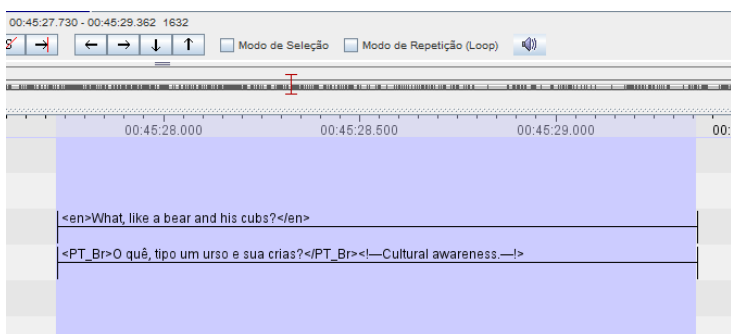 00:45:27.730 - 00:45:29.362 1632
Modo de Seleção Modo de Repetição (Loop)
00:45:28.000 00:45:28.500 00:45:29.000 00:
<en>What, like a bear and his cubs?</en>
<PT_Br>O quê, tipo um urso e sua crias?</PT_Br><!—Cultural awareness.—!>